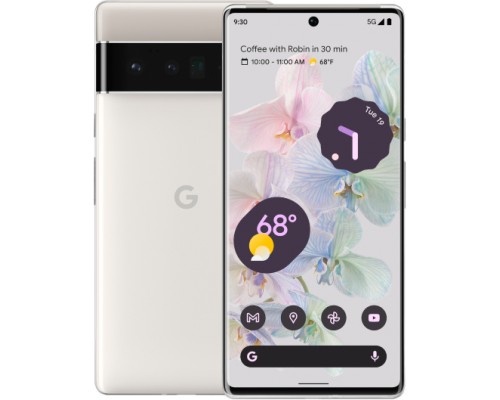 9:30
5G
Coffee with Robin in 30 min
10:00 - 11:00 AM 68°F
Tue 19
68°
G
G